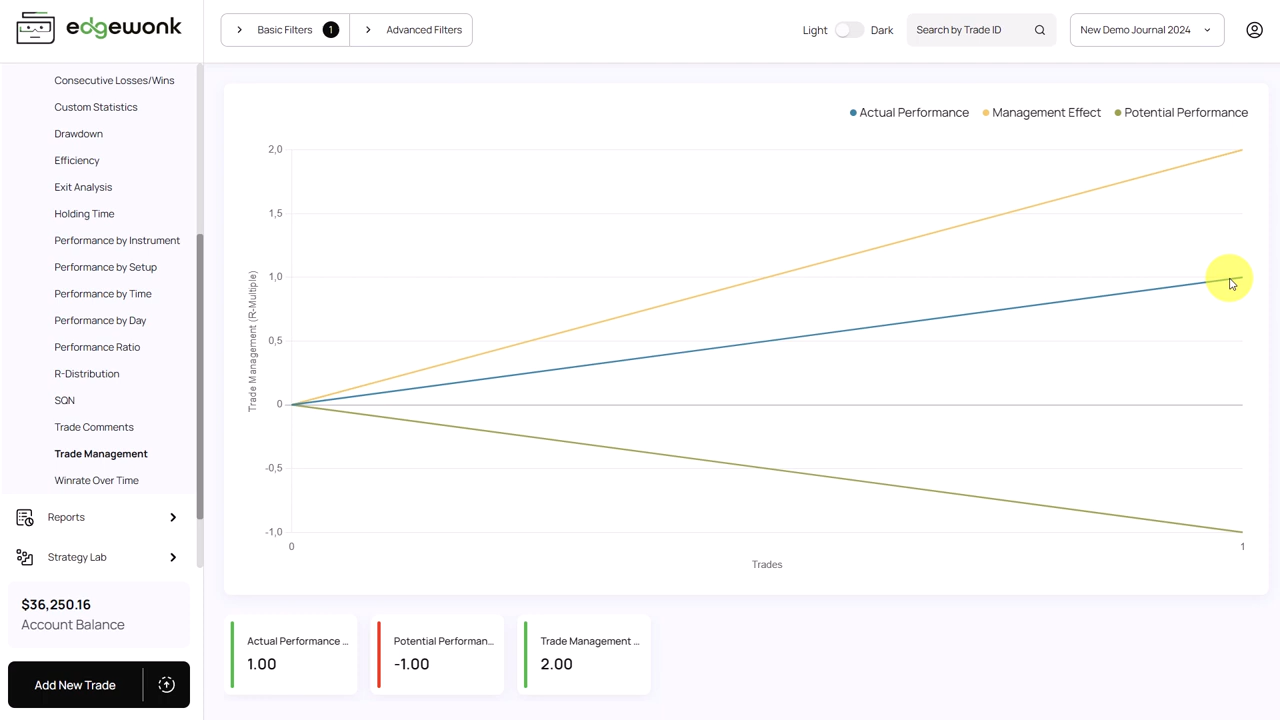 edgewonk
Basic Filters 1
Advanced Filters
Light
Dark
Search by Trade ID
New Demo Journal 2024
Consecutive Losses/Wins
Custom Statistics
Drawdown
Efficiency
Exit Analysis
Holding Time
Performance by Instrument
Performance by Setup
Performance by Time
Performance by Day
Performance Ratio
R-Distribution
SQN
Trade Comments
Trade Management
Winrate Over Time
Reports
Strategy Lab
$36,250.16
Account Balance
Add New Trade
Actual Performance
Management Effect
Potential Performance
Trade Management (R-Multiple)
2,0
1,5
1,0
0,5
0
-0,5
-1,0
0
1
Trades
Actual Performance ...
1.00
Potential Performan...
-1.00
Trade Management ...
2.00